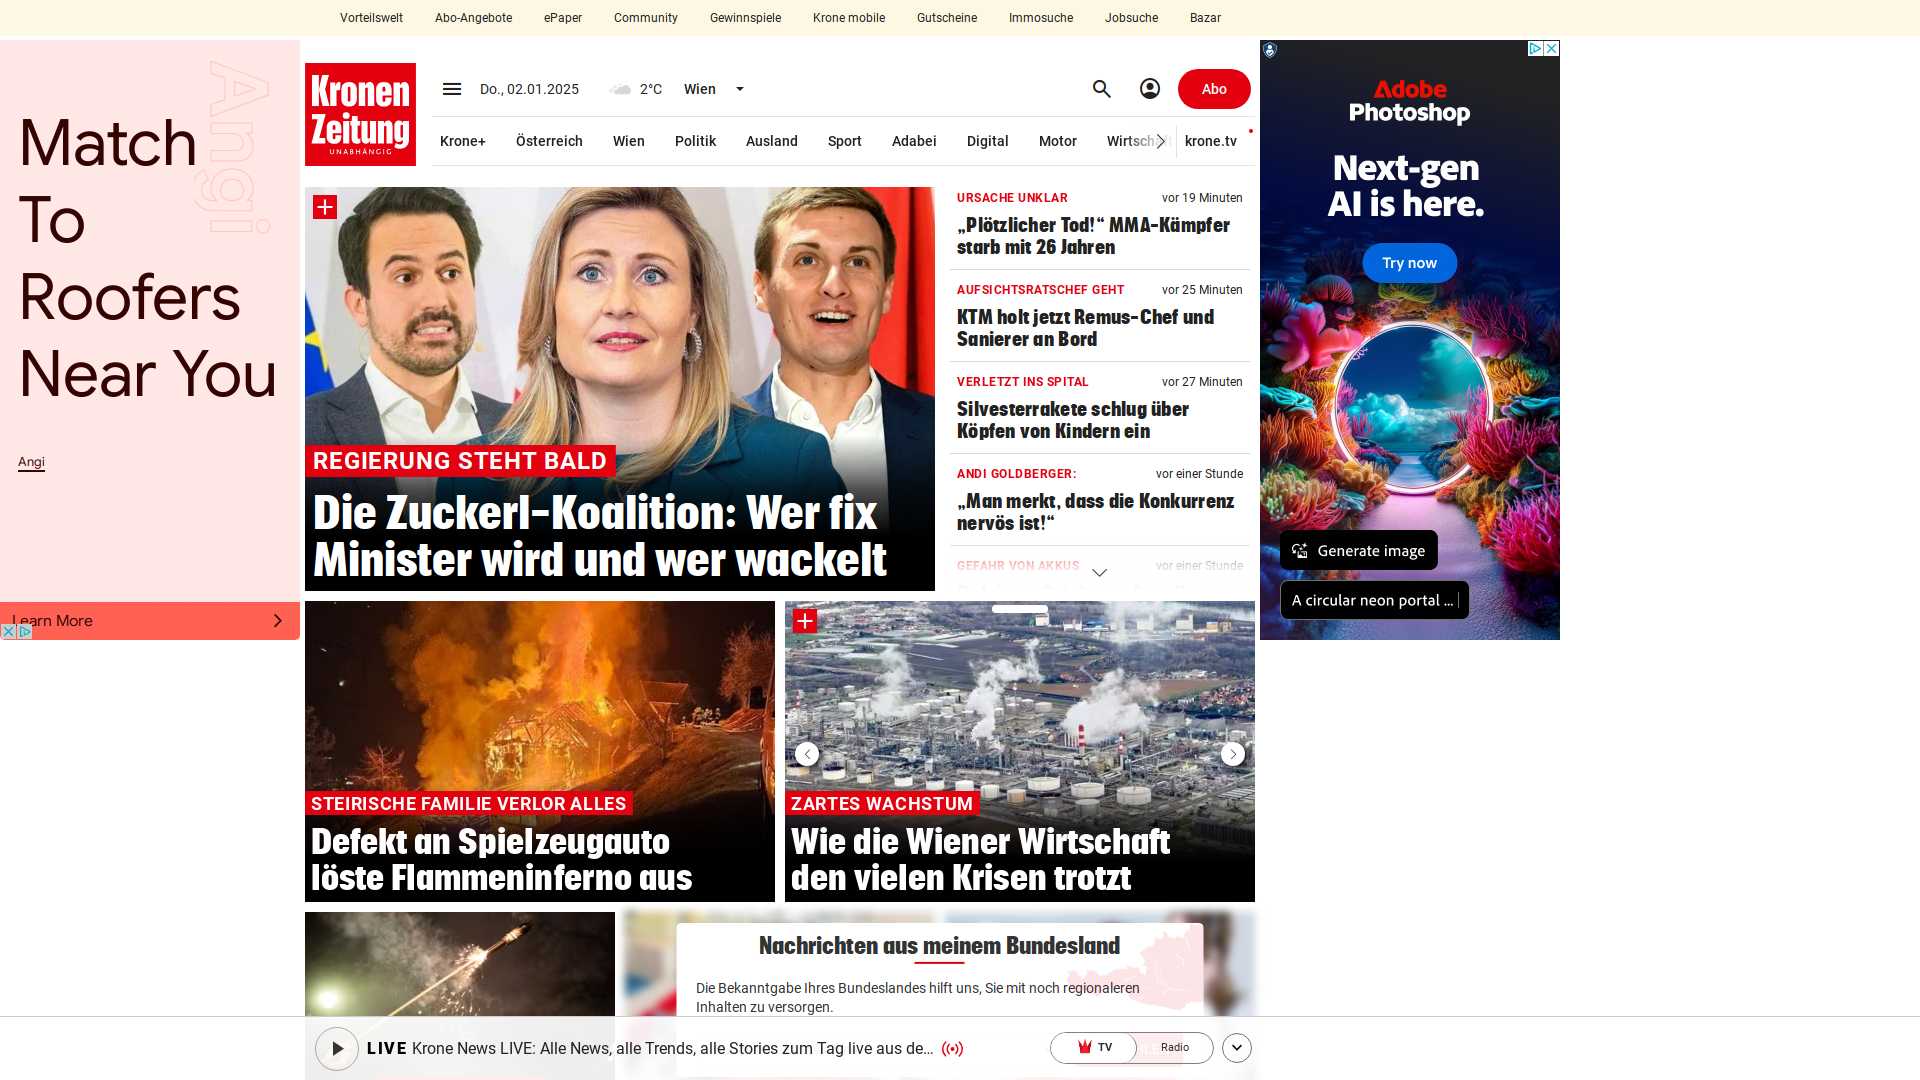 Vorteilswelt
Abo-Angebote
ePaper
Community
Gewinnspiele
Krone mobile
Gutscheine
Immosuche
Jobsuche
Bazar
Angi
Match
To
Roofers
Near You
Angi
Learn More
Kronen
Zeitung
UNABHÄNGIG
Do., 02.01.2025
2°C
Wien
Abo
Krone+
Österreich
Wien
Politik
Ausland
Sport
Adabei
Digital
Motor
krone.tv
REGIERUNG STEHT BALD
Die Zuckerl-Koalition: Wer fix
Minister wird und wer wackelt
URSACHE UNKLAR
vor 19 Minuten
„Plötzlicher Tod!“ MMA-Kämpfer
starb mit 26 Jahren
AUFSICHTSRATSCHEF GEHT
vor 25 Minuten
KTM holt jetzt Remus-Chef und
Sanierer an Bord
VERLETZT INS SPITAL
vor 27 Minuten
Silvesterrakete schlug über
Köpfen von Kindern ein
ANDI GOLDBERGER:
vor einer Stunde
„Man merkt, dass die Konkurrenz
nervös ist!“
GEFAHR VON AKKUS
vor einer Stunde
Adobe
Photoshop
Next-gen
AI is here.
Try now
Generate image
A circular neon portal ...
STEIRISCHE FAMILIE VERLOR ALLES
Defekt an Spielzeugauto
löste Flammeninferno aus
ZARTES WACHSTUM
Wie die Wiener Wirtschaft
den vielen Krisen trotzt
Nachrichten aus meinem Bundesland
Die Bekanntgabe Ihres Bundeslandes hilft uns, Sie mit noch regionaleren
Inhalten zu versorgen.
LIVE Krone News LIVE: Alle News, alle Trends, alle Stories zum Tag live aus de...
TV
Radio